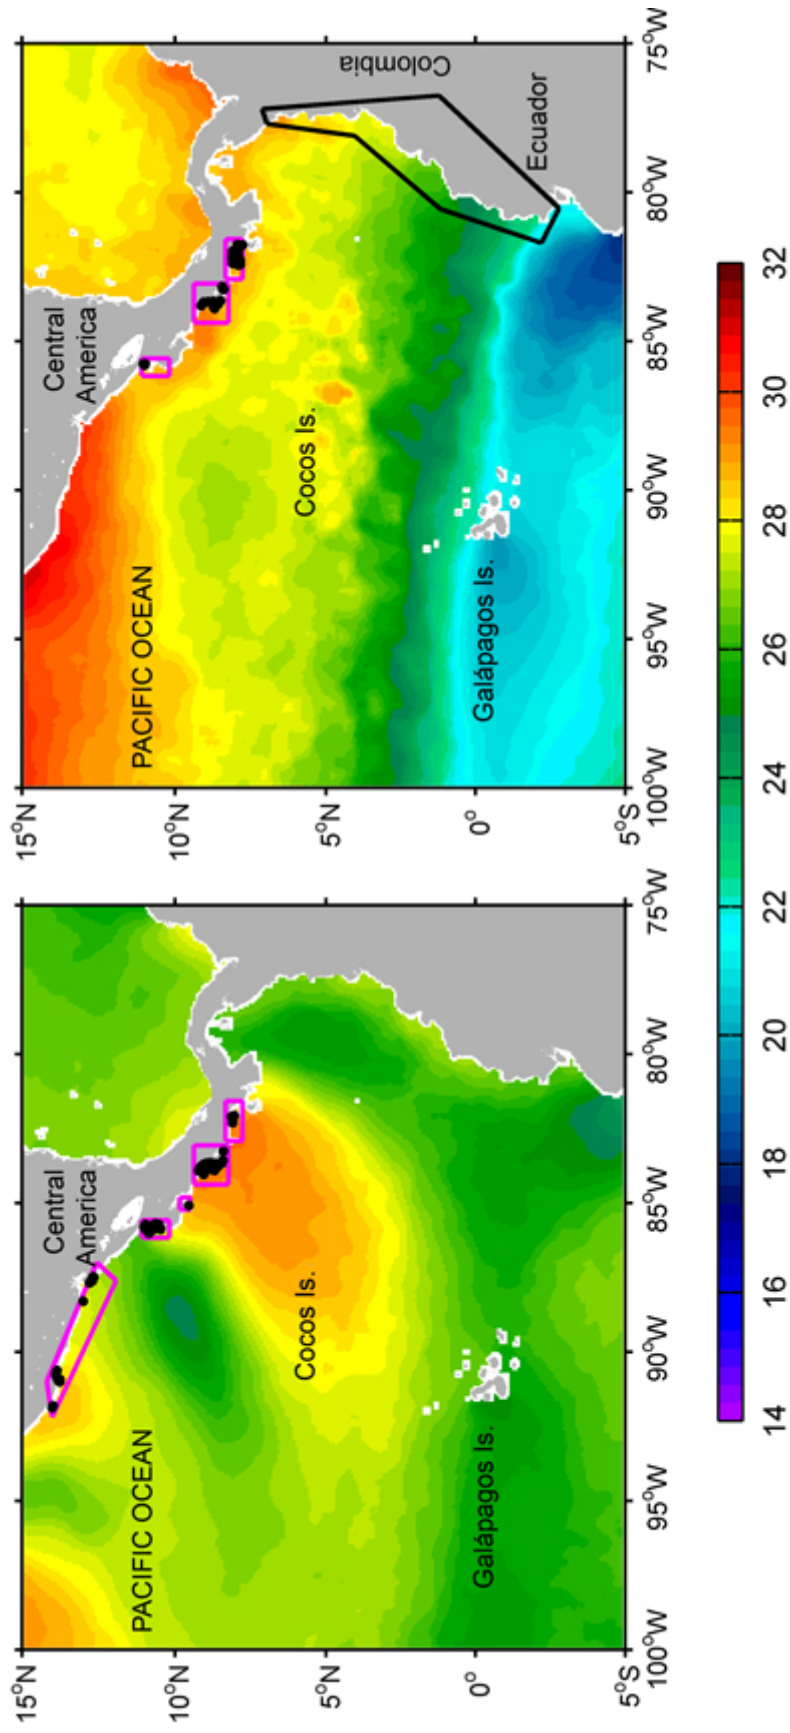 15°N
Central
America
PACIFIC OCEAN
10°N
Cocos Is.
5°N
0°
Galápagos Is.
5°S
100°W 95°W 90°W 85°W 80°W 75°W
15°N
Central
America
PACIFIC OCEAN
10°N
Cocos Is.
5°N
0°
Galápagos Is.
Colombia
Ecuador
5°S
100°W 95°W 90°W 85°W 80°W 75°W
14 16 18 20 22 24 26 28 30 32